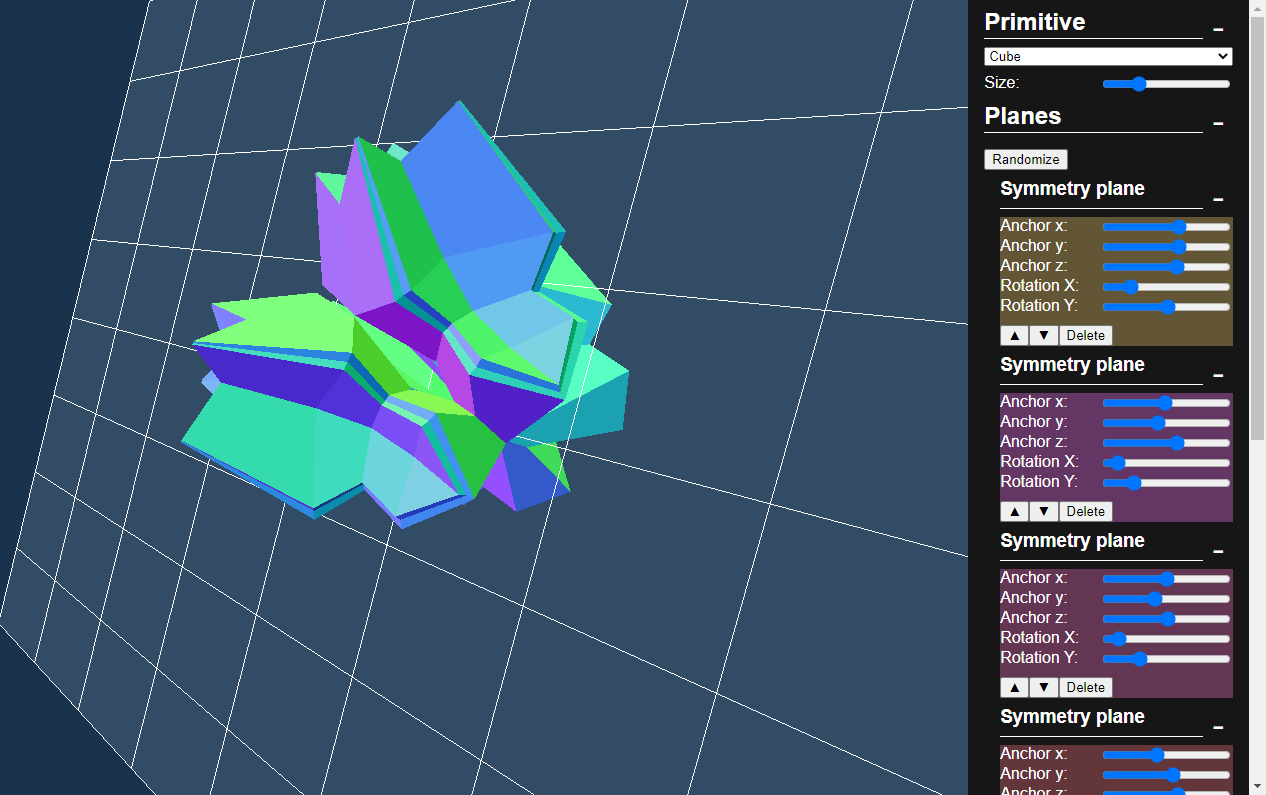 Primitive
Cube
Size:
Planes
Randomize
Symmetry plane
Anchor x:
Anchor y:
Anchor z:
Rotation X:
Rotation Y:
▲ ▼ Delete
Symmetry plane
Anchor x:
Anchor y:
Anchor z:
Rotation X:
Rotation Y:
▲ ▼ Delete
Symmetry plane
Anchor x:
Anchor y:
Anchor z:
Rotation X:
Rotation Y:
▲ ▼ Delete
Symmetry plane
Anchor x:
Anchor y:
Anchor z: